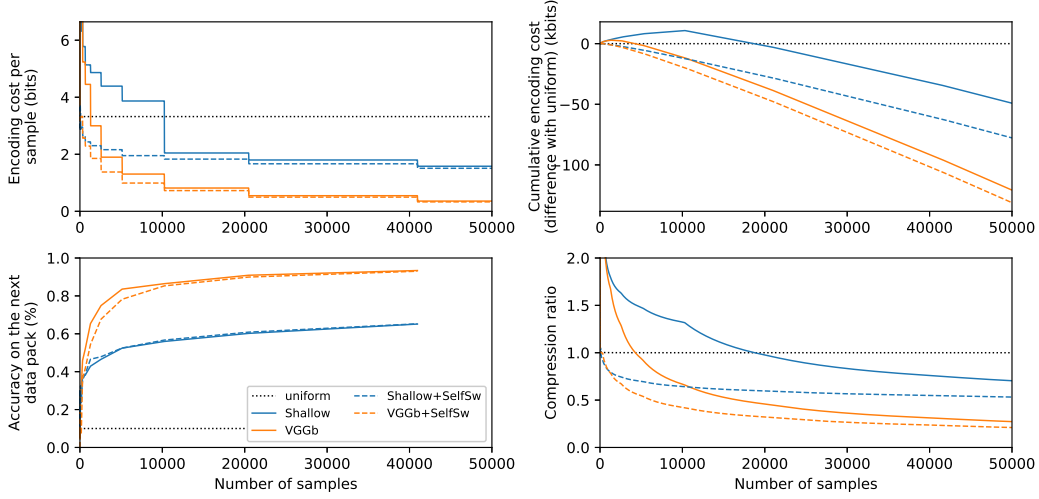 Encoding cost per
sample (bits)
6
4
2
0
0 10000 20000 30000 40000 50000
Cumulative encoding cost
(difference with uniform) (kbits)
0
−50
−100
0 10000 20000 30000 40000 50000
Accuracy on the next
data pack (%)
1.0
0.8
0.6
0.4
0.2
0.0
uniform
Shallow
VGGb
Shallow+SelfSw
VGGb+SelfSw
0 10000 20000 30000 40000 50000
Number of samples
Compression ratio
2.0
1.5
1.0
0.5
0.0
0 10000 20000 30000 40000 50000
Number of samples